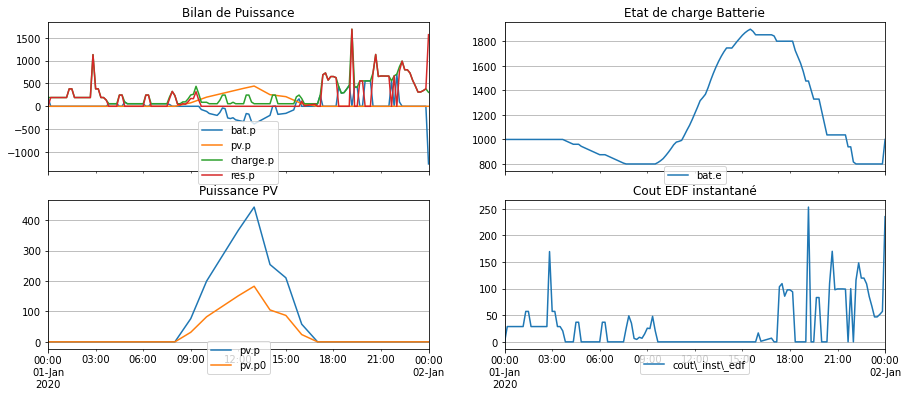 Bilan de Puissance
1500
1000
500
0
−500
−1000
bat.p
pv.p
charge.p
res.p
Etat de charge Batterie
1800
1600
1400
1200
1000
800
bat.e
Puissance PV
400
300
200
100
0
00:00
01-Jan
2020
03:00
06:00
09:00
12:00
15:00
18:00
21:00
00:00
02-Jan
pv.p
pv.p0
Cout EDF instantané
250
200
150
100
50
0
00:00
01-Jan
2020
03:00
06:00
09:00
12:00
15:00
18:00
21:00
00:00
02-Jan
cout\_inst\_edf